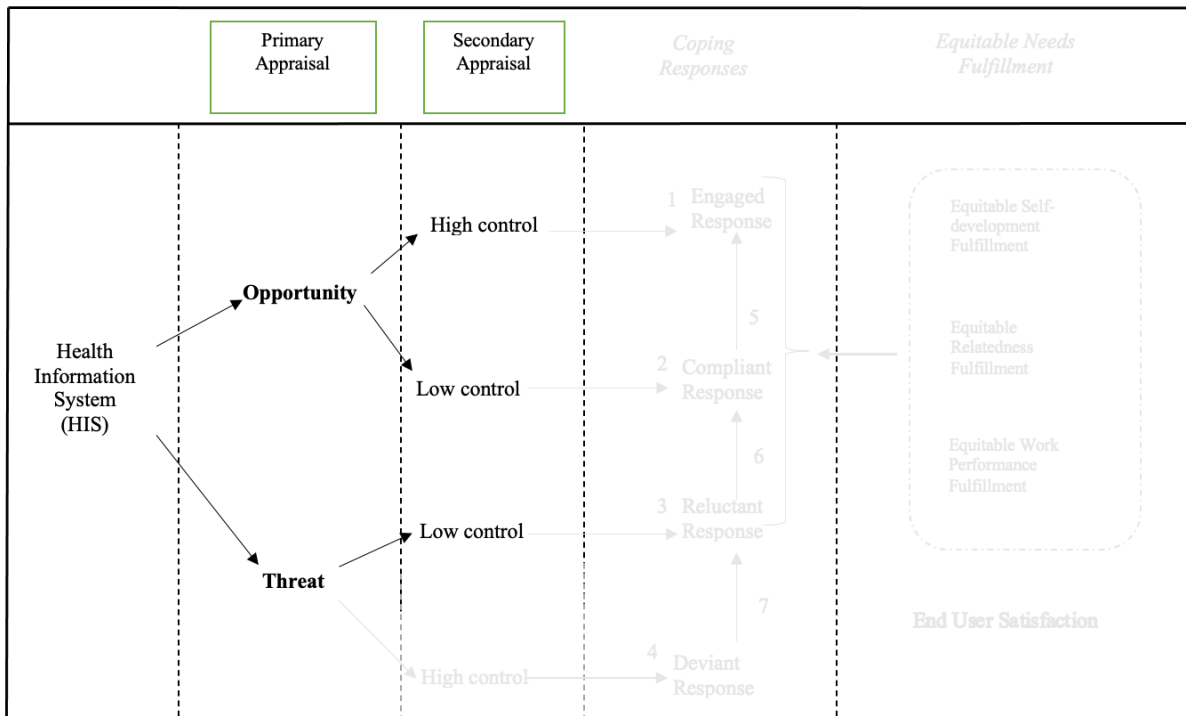 Primary
Appraisal
Secondary
Appraisal
Coping
Responses
Equitable Needs
Fulfillment
Health
Information
System
(HIS)
Opportunity
Threat
High control
Low control
Low control
High control
1 Engaged
Response
5
2 Compliant
Response
6
3 Reluctant
Response
7
4 Deviant
Response
Equitable Self-
development
Fulfillment
Equitable
Relatedness
Fulfillment
Equitable Work
Performance
Fulfillment
End User Satisfaction